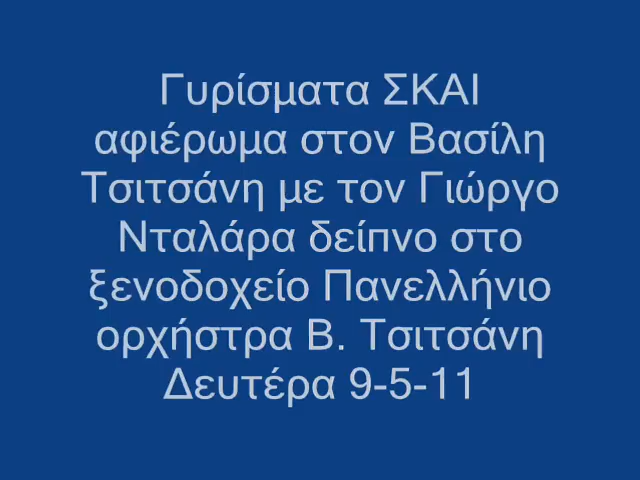 Γυρίσματα ΣΚΑΙ
αφιέρωμα στον Βασίλη
Τσιτσάνη με τον Γιώργο
Νταλάρα δείπνο στο
ξενοδοχείο Πανελλήνιο
ορχήστρα Β. Τσιτσάνη
Δευτέρα 9-5-11